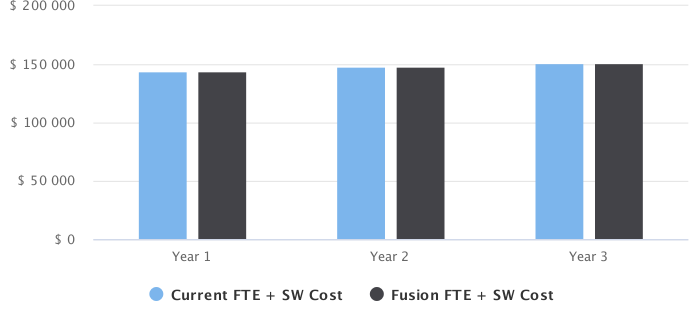 $ 200 000
$ 150 000
$ 100 000
$ 50 000
$ 0
Year 1 Year 2 Year 3
Current FTE + SW Cost Fusion FTE + SW Cost